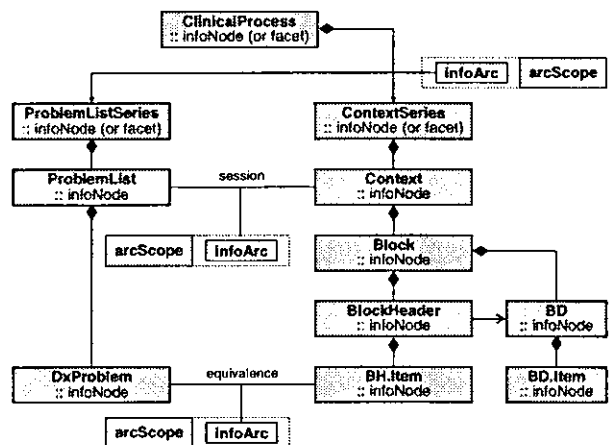 ClinicalProcess
:: infoNode (or facet)
infoArc
arcScope
ProblemListSeries
:: infoNode (or facet)
ContextSeries
:: infoNode (or facet)
ProblemList
:: infoNode
session
Context
:: infoNode
arcScope
infoArc
Block
:: infoNode
BlockHeader
:: infoNode
BD
:: infoNode
DxProblem
:: infoNode
equivalence
BH.Item
:: infoNode
BD.Item
:: infoNode
arcScope
infoArc